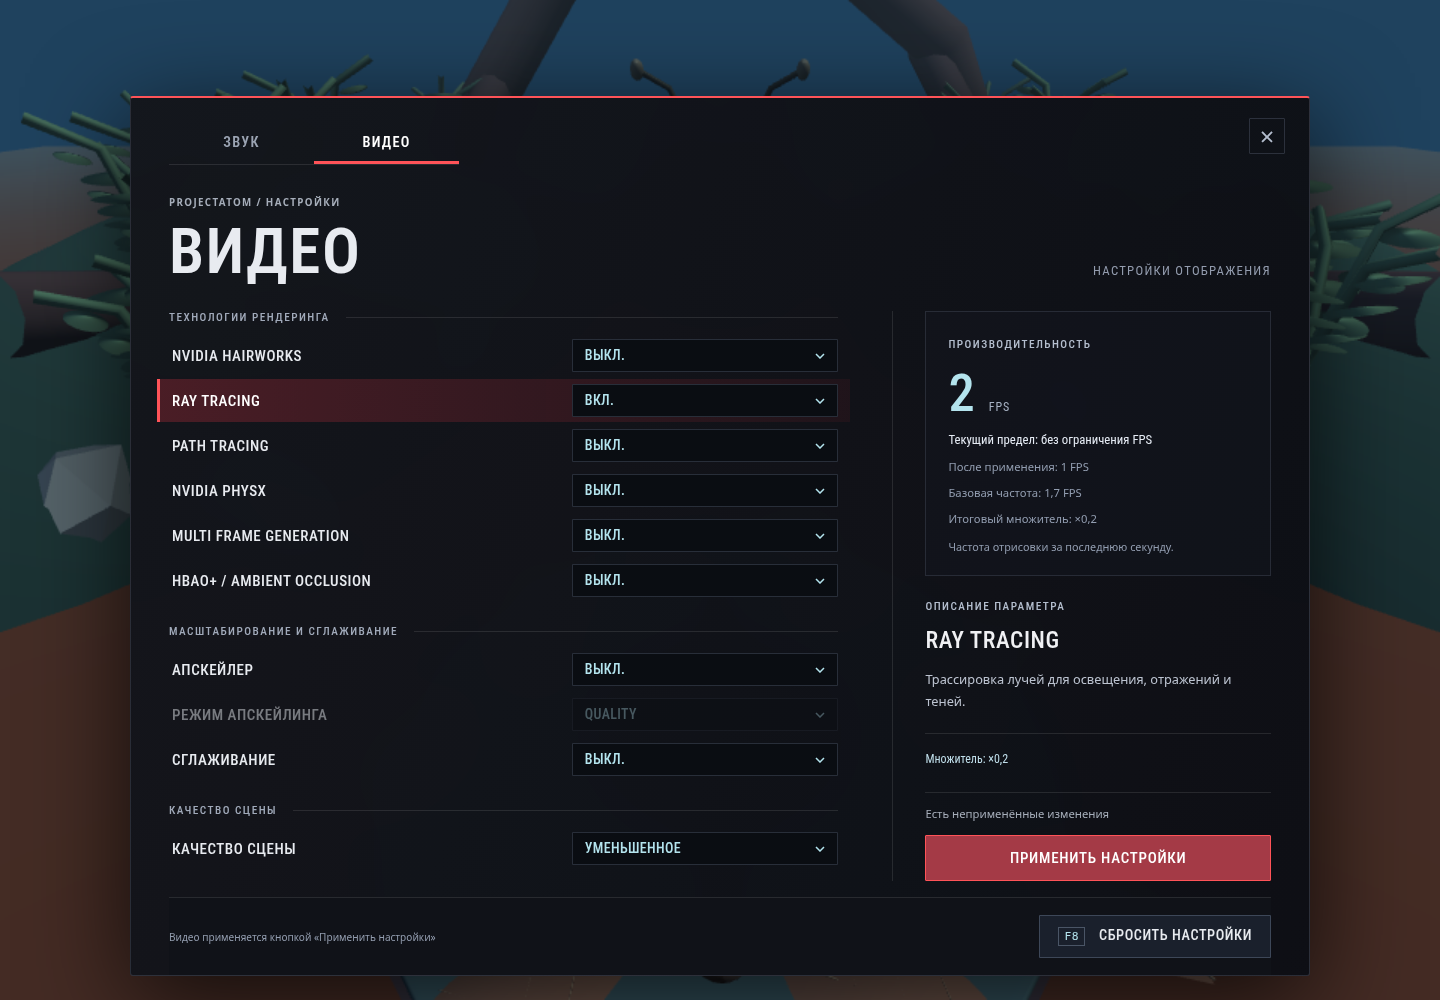 ЗВУК
ВИДЕО
PROJECTATOM / НАСТРОЙКИ
ВИДЕО
НАСТРОЙКИ ОТОБРАЖЕНИЯ
ТЕХНОЛОГИИ РЕНДЕРИНГА
NVIDIA HAIRWORKS
ВЫКЛ.
RAY TRACING
ВКЛ.
PATH TRACING
ВЫКЛ.
NVIDIA PHYSX
ВЫКЛ.
MULTI FRAME GENERATION
ВЫКЛ.
HBAO+ / AMBIENT OCCLUSION
ВЫКЛ.
МАСШТАБИРОВАНИЕ И СГЛАЖИВАНИЕ
АПСКЕЙЛЕР
ВЫКЛ.
РЕЖИМ АПСКЕЙЛИНГА
QUALITY
СГЛАЖИВАНИЕ
ВЫКЛ.
КАЧЕСТВО СЦЕНЫ
КАЧЕСТВО СЦЕНЫ
УМЕНЬШЕННОЕ
ПРОИЗВОДИТЕЛЬНОСТЬ
2 FPS
Текущий предел: без ограничения FPS
После применения: 1 FPS
Базовая частота: 1,7 FPS
Итоговый множитель: ×0,2
Частота отрисовки за последнюю секунду.
ОПИСАНИЕ ПАРАМЕТРА
RAY TRACING
Трассировка лучей для освещения, отражений и
теней.
Множитель: ×0,2
Есть неприменённые изменения
ПРИМЕНИТЬ НАСТРОЙКИ
Видео применяется кнопкой «Применить настройки»
F8 СБРОСИТЬ НАСТРОЙКИ